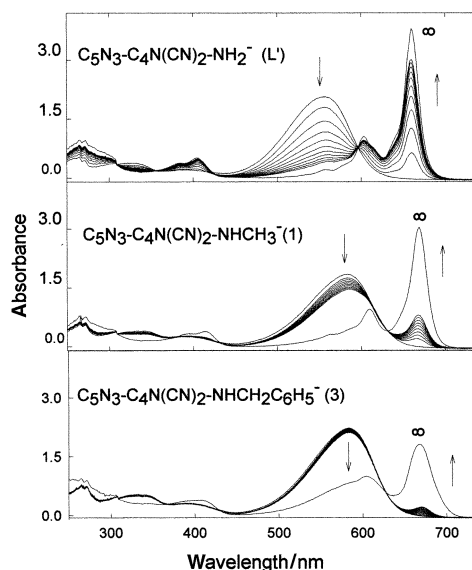 3.0
1.5
0.0
C₅N₃-C₄N(CN)₂-NH₂⁻ (L')
∞
Absorbance
3.0
1.5
0.0
C₅N₃-C₄N(CN)₂-NHCH₃⁻(1)
∞
3.0
1.5
0.0
C₅N₃-C₄N(CN)₂-NHCH₂C₆H₅⁻ (3)
∞
300 400 500 600 700
Wavelength/nm